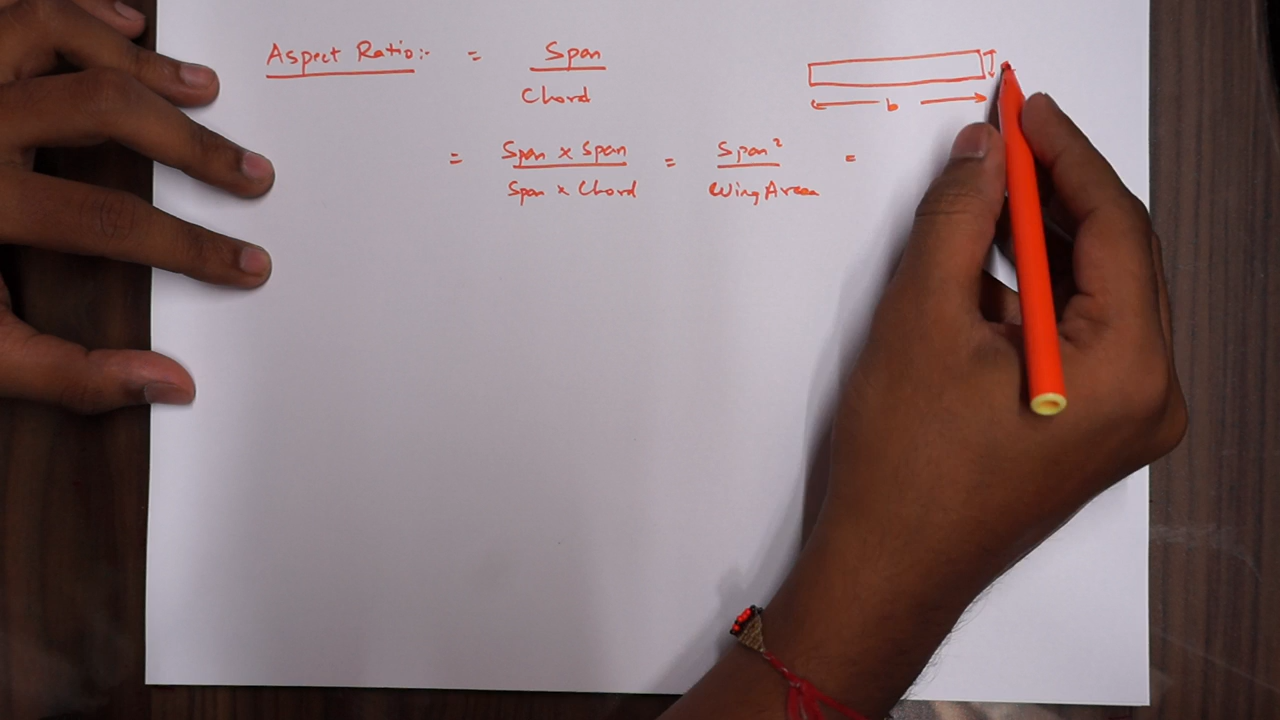 Aspect Ratio:- = Span
Chord
b
= Span x Span = Span² =
Span x Chord Wing Area